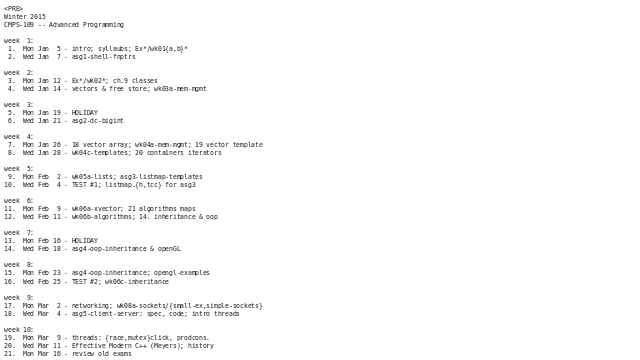 <PRE>
Winter 2015
CMPS-109 -- Advanced Programming
week  1:
 1.  Mon Jan  5 - intro; syllaubs; Ex*/wk01{a,b}*
 2.  Wed Jan  7 - asg1-shell-fnptrs
week  2:
 3.  Mon Jan 12 - Ex*/wk02*; ch.9 classes
 4.  Wed Jan 14 - vectors & free store; wk03a-mem-mgmt
week  3:
 5.  Mon Jan 19 - HOLIDAY
 6.  Wed Jan 21 - asg2-dc-bigint
week  4:
 7.  Mon Jan 26 - 18 vector array; wk04a-mem-mgmt; 19 vector template
 8.  Wed Jan 28 - wk04c-templates; 20 containers iterators
week  5:
 9.  Mon Feb  2 - wk05a-lists; asg3-listmap-templates
10.  Wed Feb  4 - TEST #1; listmap.{h,tcc} for asg3
week  6:
11.  Mon Feb  9 - wk06a-xvector; 21 algorithms maps
12.  Wed Feb 11 - wk06b-algorithms; 14. inheritance & oop
week  7:
13.  Mon Feb 16 - HOLIDAY
14.  Wed Feb 18 - asg4-oop-inheritance & openGL
week  8:
15.  Mon Feb 23 - asg4-oop-inheritance; opengl-examples
16.  Wed Feb 25 - TEST #2; wk06c-inheritance
week  9:
17.  Mon Mar  2 - networking; wk08a-sockets/{small-ex,simple-sockets}
18.  Wed Mar  4 - asg5-client-server: spec, code; intro threads
week 10:
19.  Mon Mar  9 - threads: {race,mutex}click, prodcons.
20.  Wed Mar 11 - Effective Modern C++ (Meyers); history
21.  Mon Mar 16 - review old exams